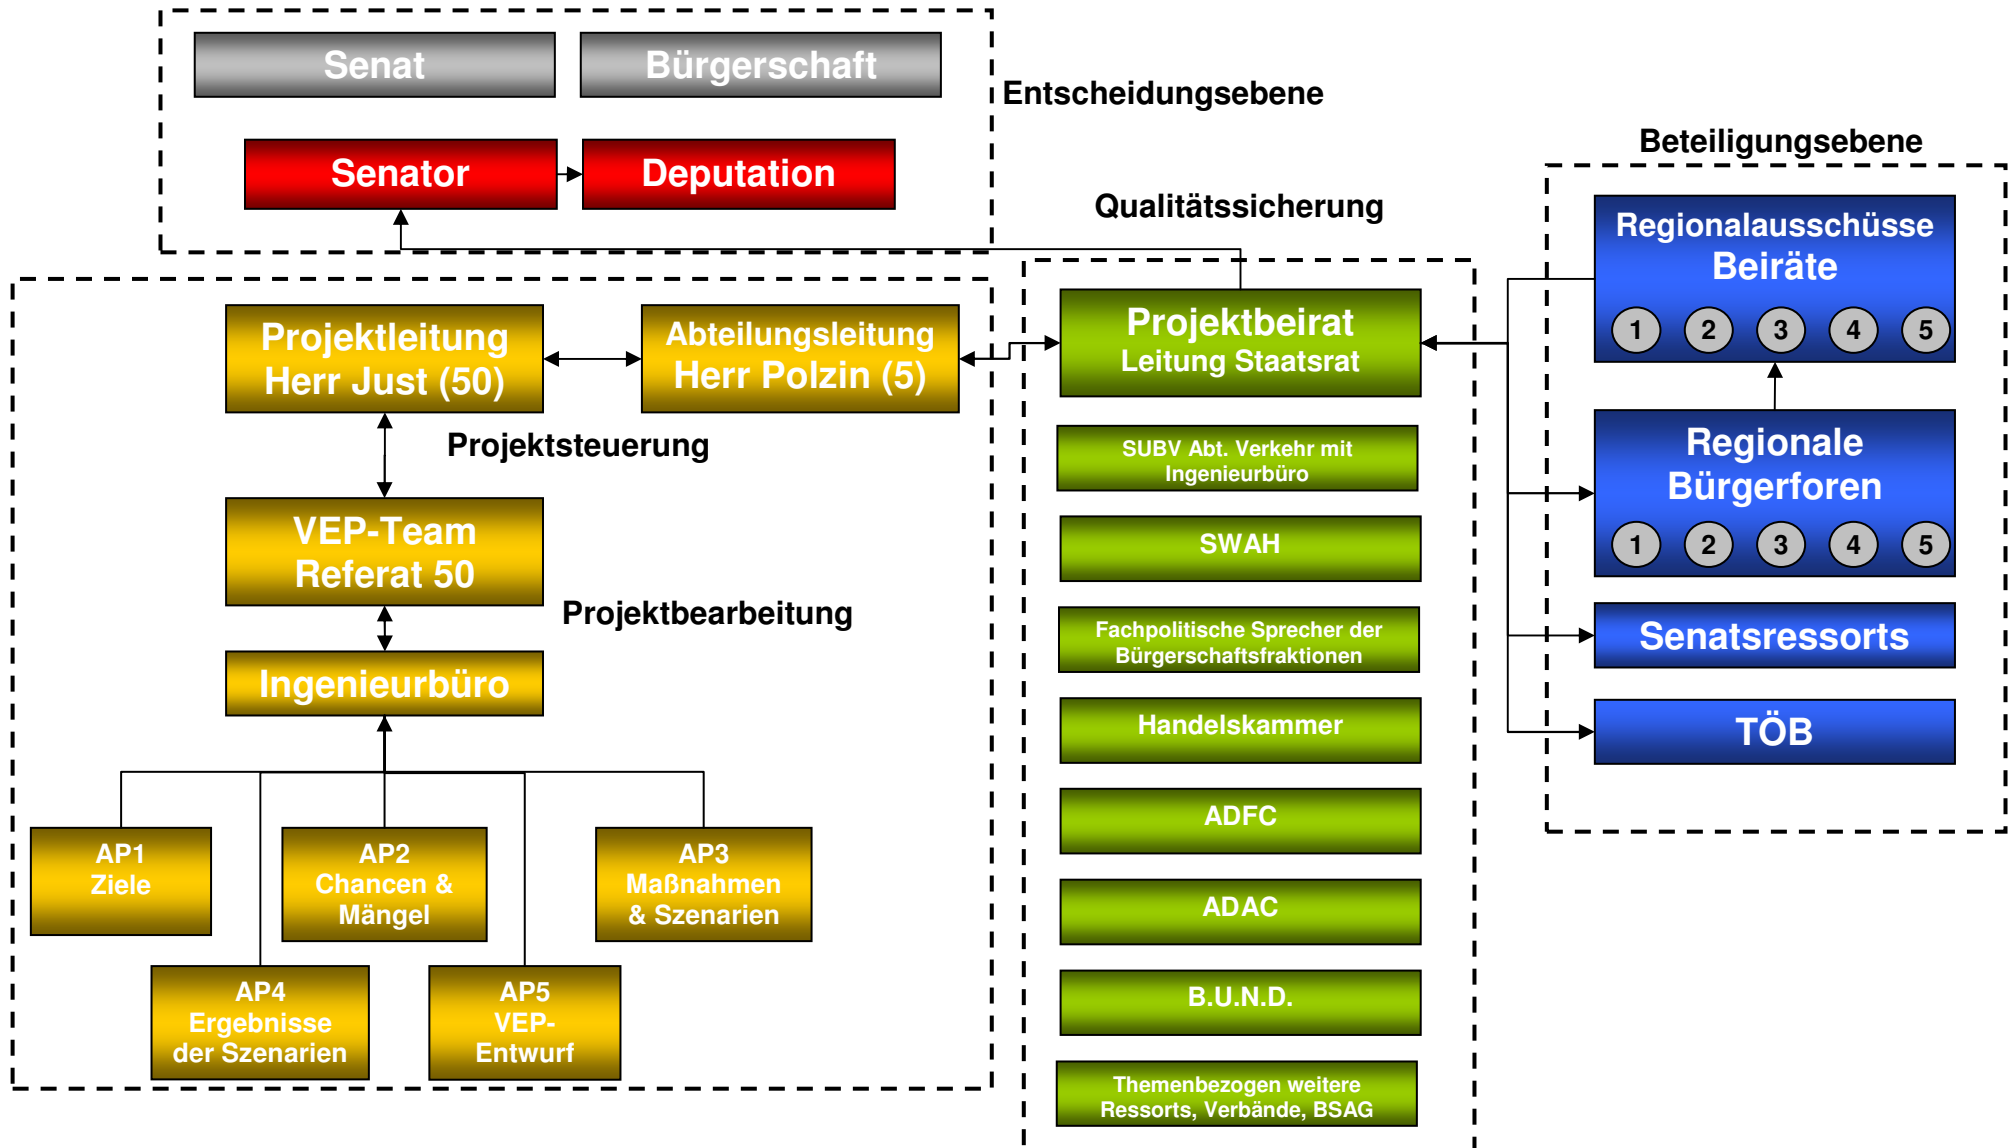 Senat
Bürgerschaft
Entscheidungsebene
Senator
Deputation
Beteiligungsebene
Qualitätssicherung
Regionalausschüsse
Beiräte
1 2 3 4 5
Projektleitung
Herr Just (50)
Abteilungsleitung
Herr Polzin (5)
Projektbeirat
Leitung Staatsrat
Projektsteuerung
SUBV Abt. Verkehr mit
Ingenieurbüro
Regionale
Bürgerforen
1 2 3 4 5
VEP-Team
Referat 50
SWAH
Projektbearbeitung
Fachpolitische Sprecher der
Bürgerschaftsfraktionen
Senatsressorts
Ingenieurbüro
Handelskammer
TÖB
ADFC
AP1
Ziele
AP2
Chancen &
Mängel
AP3
Maßnahmen
& Szenarien
ADAC
AP4
Ergebnisse
der Szenarien
AP5
VEP-
Entwurf
B.U.N.D.
Themenbezogen weitere
Ressorts, Verbände, BSAG